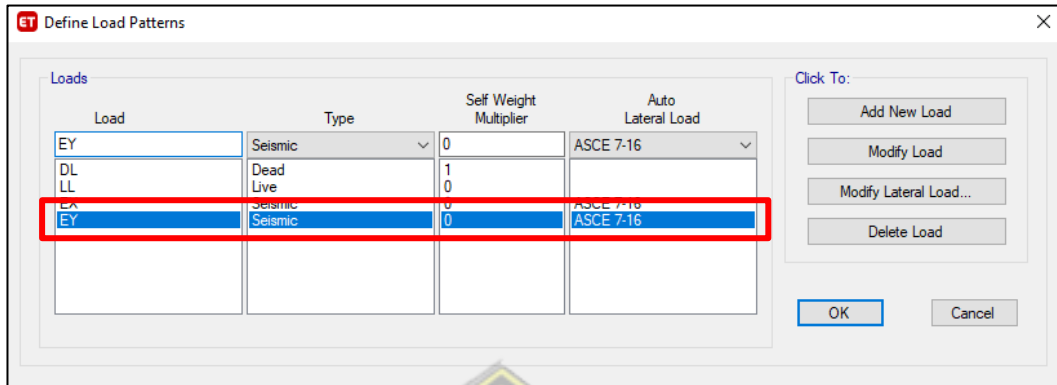 ET Define Load Patterns
Loads
Click To:
Load Type Self Weight Multiplier Auto Lateral Load
EY Seismic 0 ASCE 7-16
DL Dead 1
LL Live 0
EX Seismic 0 ASCE 7-16
EY Seismic 0 ASCE 7-16
Add New Load
Modify Load
Modify Lateral Load...
Delete Load
OK Cancel